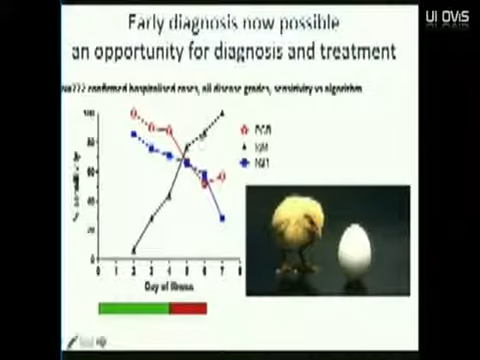 UI OVIS
Early diagnosis now possible
an opportunity for diagnosis and treatment
confirmed hospitalised cases, all disease grades, sensitivity vs algorithm
100
80
60
40
20
0
PCR
IgM
NS1
0 1 2 3 4 5 6 7 8
Day of illness